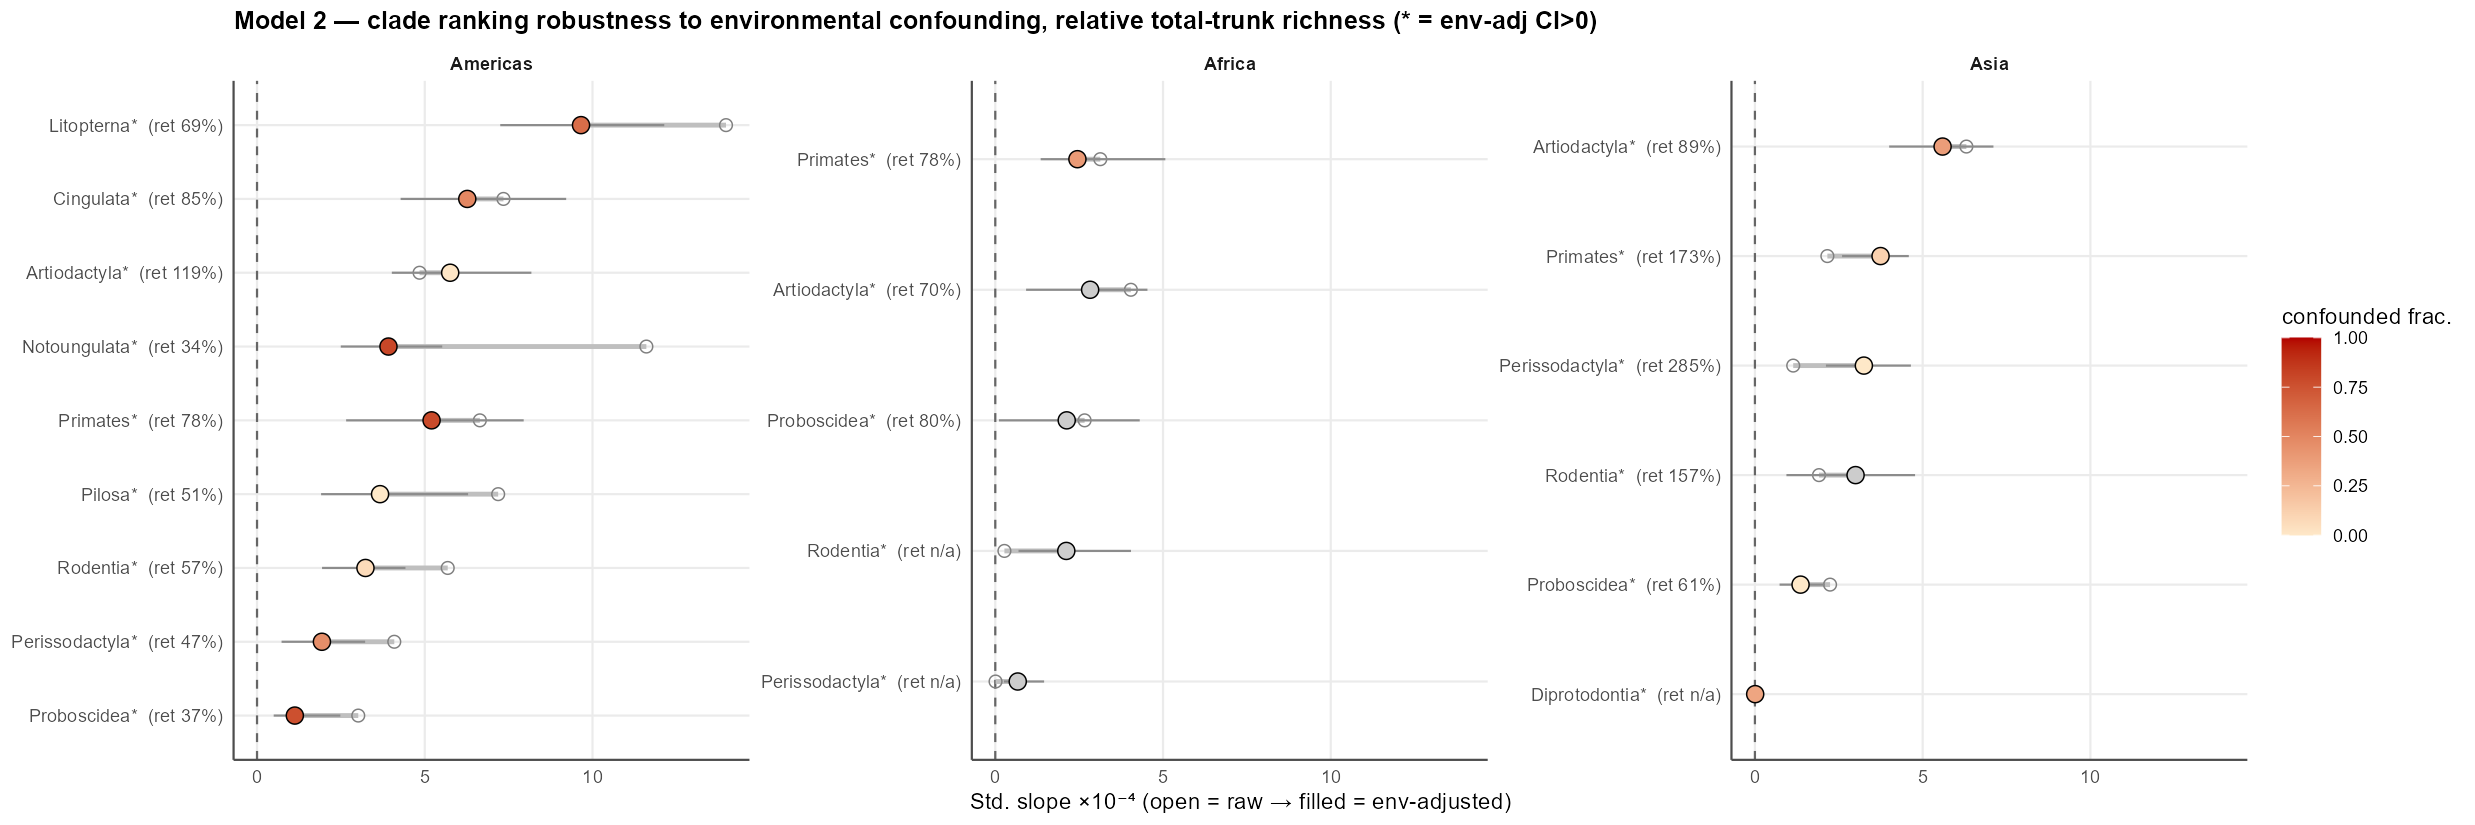 Model 2 — clade ranking robustness to environmental confounding, relative total-trunk richness (* = env-adj CI>0)
Americas
Litopterna* (ret 69%)
Cingulata* (ret 85%)
Artiodactyla* (ret 119%)
Notoungulata* (ret 34%)
Primates* (ret 78%)
Pilosa* (ret 51%)
Rodentia* (ret 57%)
Perissodactyla* (ret 47%)
Proboscidea* (ret 37%)
0 5 10
Africa
Primates* (ret 78%)
Artiodactyla* (ret 70%)
Proboscidea* (ret 80%)
Rodentia* (ret n/a)
Perissodactyla* (ret n/a)
0 5 10
Asia
Artiodactyla* (ret 89%)
Primates* (ret 173%)
Perissodactyla* (ret 285%)
Rodentia* (ret 157%)
Proboscidea* (ret 61%)
Diprotodontia* (ret n/a)
0 5 10
Std. slope ×10⁻⁴ (open = raw → filled = env-adjusted)
confounded frac.
1.00
0.75
0.50
0.25
0.00